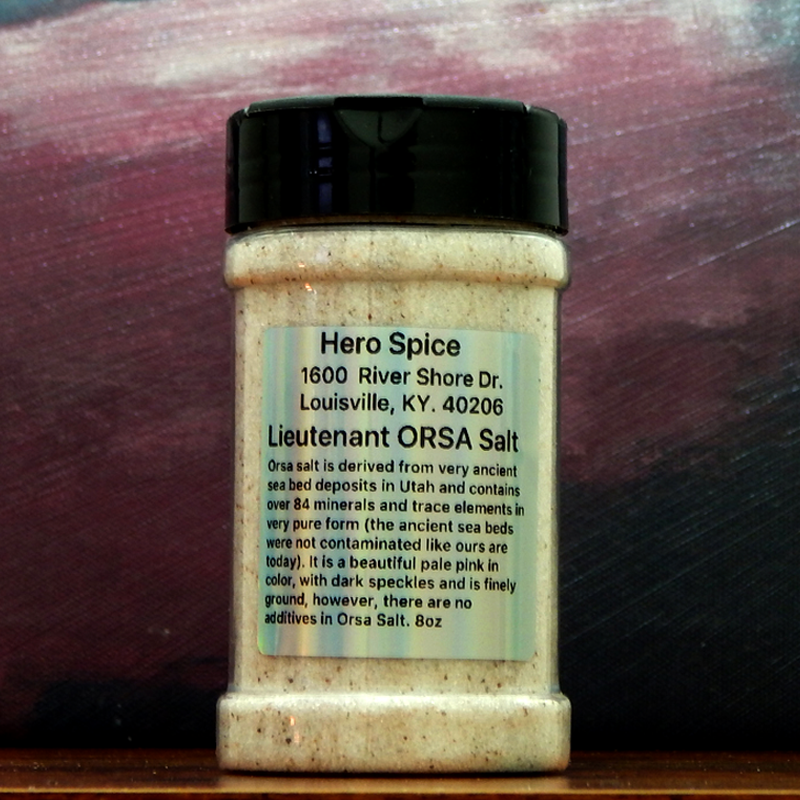 Hero Spice
1600 River Shore Dr.
Louisville, KY. 40206
Lieutenant ORSA Salt
Orsa salt is derived from very ancient
sea bed deposits in Utah and contains
over 84 minerals and trace elements in
very pure form (the ancient sea beds
were not contaminated like ours are
today). It is a beautiful pale pink in
color, with dark speckles and is finely
ground, however, there are no
additives in Orsa Salt. 8oz